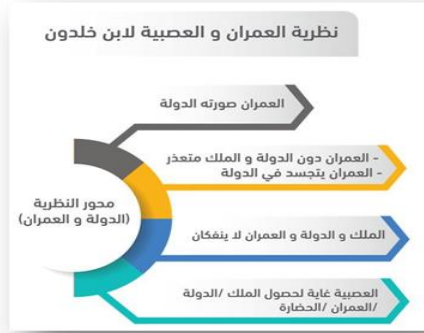 نظرية العمران و العصبية لابن خلدون
العمران صورته الدولة
- العمران دون الدولة و الملك متعذر
- العمران يتجسد في الدولة
محور النظرية
(الدولة و العمران)
الملك و الدولة و العمران لا ينفكان
العصبية غاية لحصول الملك /الدولة
/العمران /الحضارة